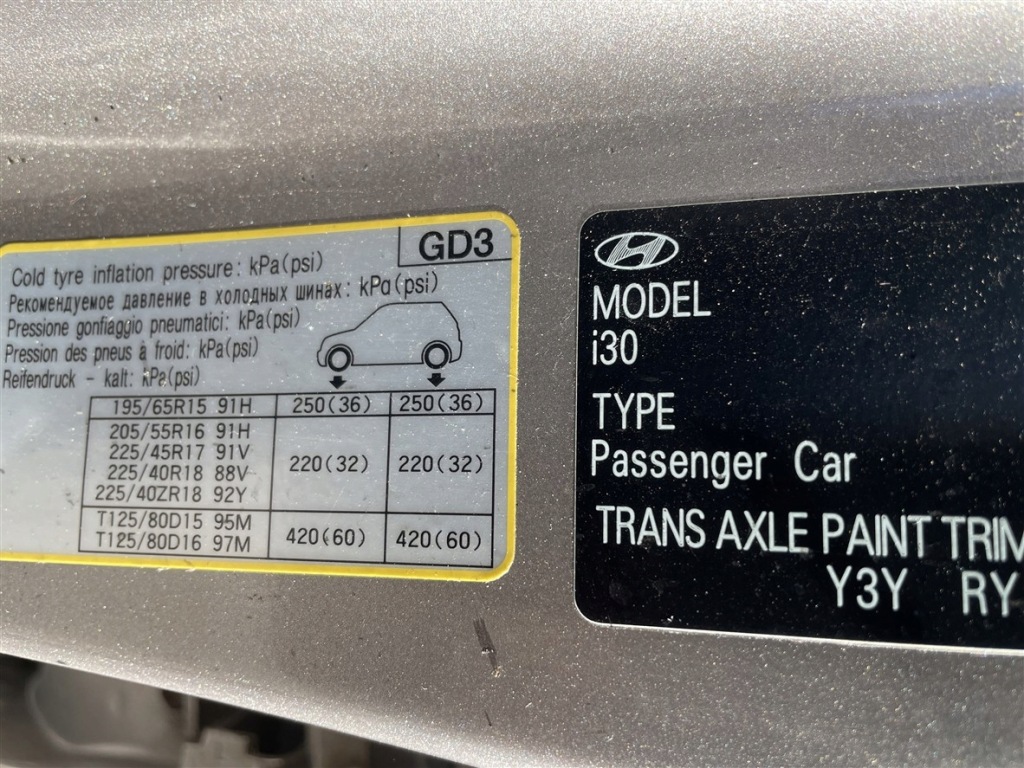 GD3
Cold tyre inflation pressure: kPa(psi)
Рекомендуемое давление в холодных шинах: kPa(psi)
Pressione gonfiaggio pneumatici: kPa(psi)
Pression des pneus à froid: kPa(psi)
Reifendruck - kalt: kPa(psi)
195/65R15 91H 250(36) 250(36)
205/55R16 91H
225/45R17 91V
225/40R18 88V
225/40ZR18 92Y
220(32) 220(32)
T125/80D15 95M
T125/80D16 97M
420(60) 420(60)
MODEL
i30
TYPE
Passenger Car
TRANS AXLE PAINT TRIM
Y3Y RY